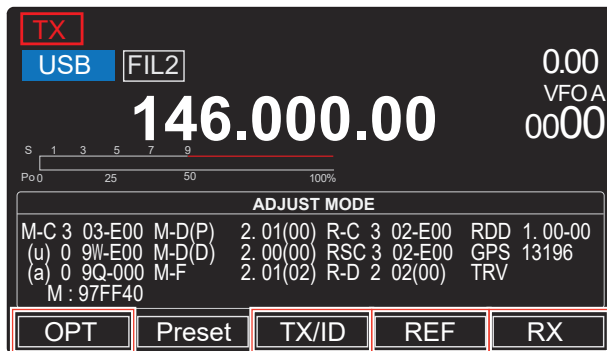 TX
USB FIL2 0.00
VFO A
146.000.00 0000
S 1 3 5 7 9
Po 0 25 50 100%
ADJUST MODE
M-C 3 03-E00 M-D(P) 2. 01(00) R-C 3 02-E00 RDD 1. 00-00
(u) 0 9W-E00 M-D(D) 2. 00(00) RSC 3 02-E00 GPS 13196
(a) 0 9Q-000 M-F 2. 01(02) R-D 2 02(00) TRV
M : 97FF40
OPT Preset TX/ID REF RX